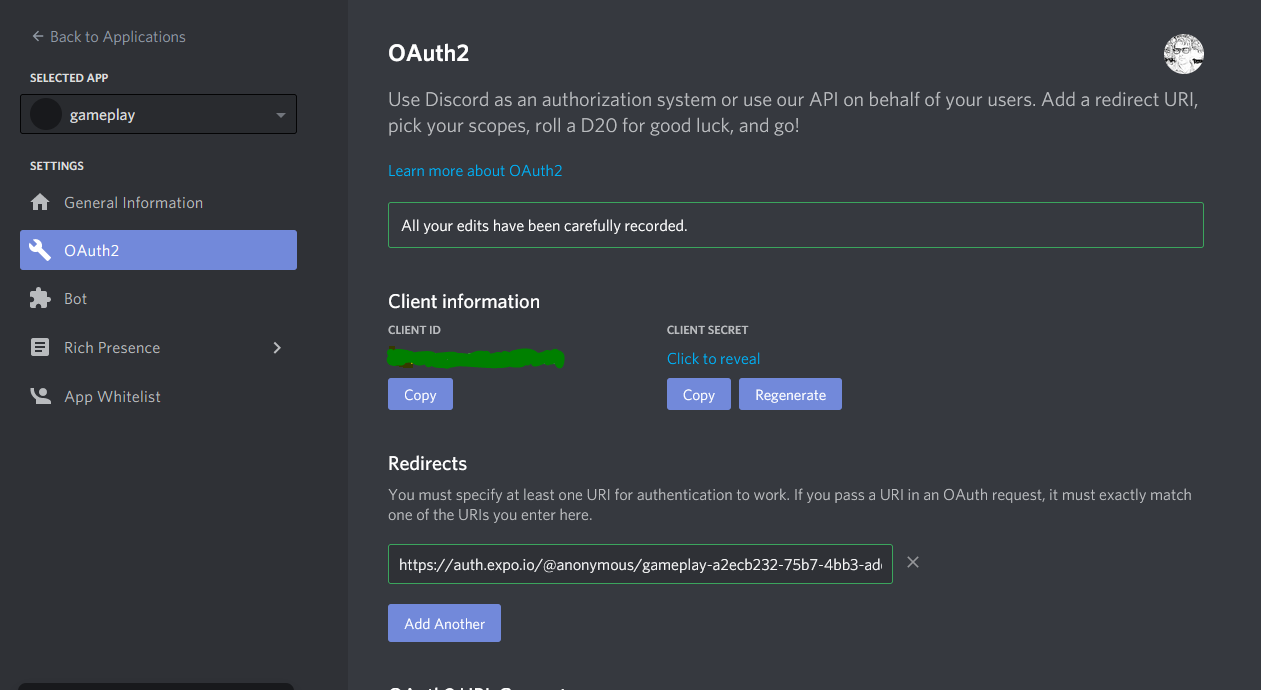 ← Back to Applications
SELECTED APP
gameplay
SETTINGS
General Information
OAuth2
Bot
Rich Presence
App Whitelist
OAuth2
Use Discord as an authorization system or use our API on behalf of your users. Add a redirect URI,
pick your scopes, roll a D20 for good luck, and go!
Learn more about OAuth2
All your edits have been carefully recorded.
Client information
CLIENT ID
CLIENT SECRET
Click to reveal
Copy
Copy
Regenerate
Redirects
You must specify at least one URI for authentication to work. If you pass a URI in an OAuth request, it must exactly match
one of the URIs you enter here.
https://auth.expo.io/@anonymous/gameplay-a2ecb232-75b7-4bb3-ad
Add Another